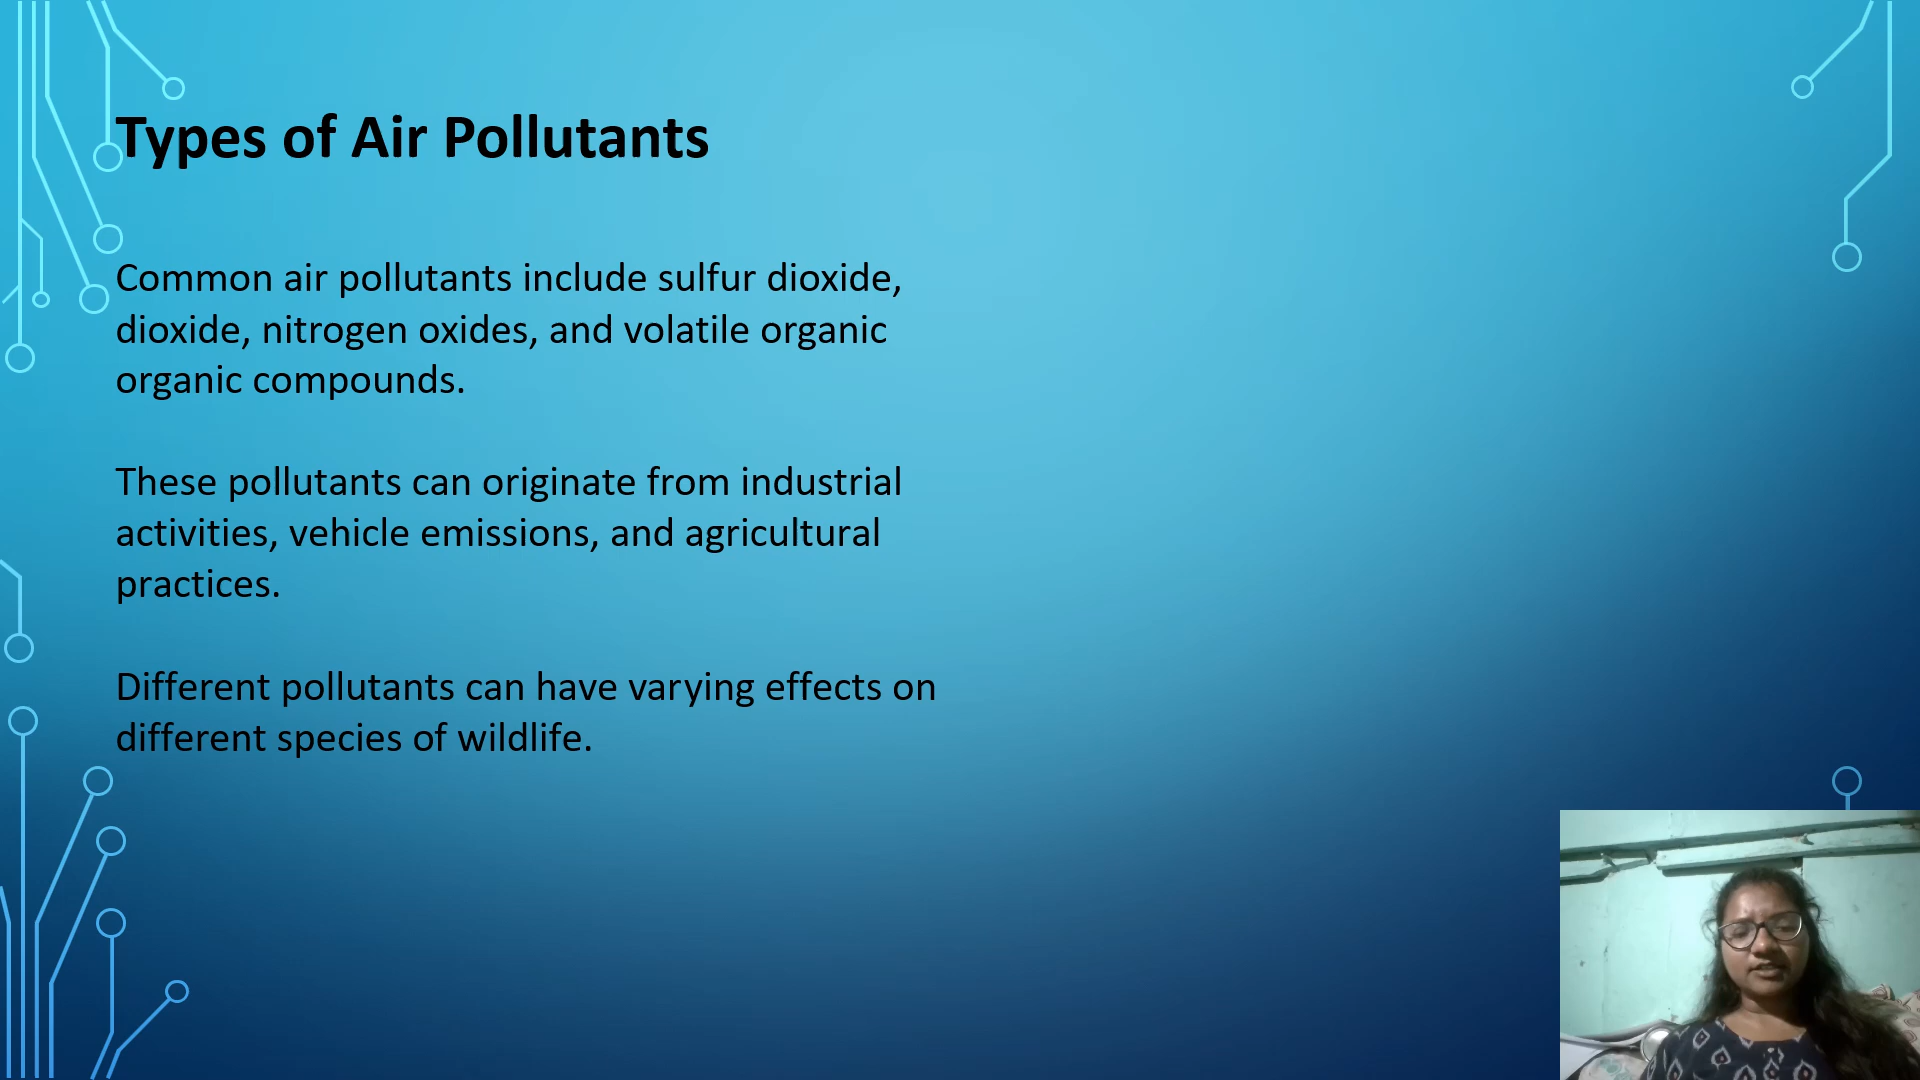 Types of Air Pollutants
Common air pollutants include sulfur dioxide,
dioxide, nitrogen oxides, and volatile organic
organic compounds.
These pollutants can originate from industrial
activities, vehicle emissions, and agricultural
practices.
Different pollutants can have varying effects on
different species of wildlife.